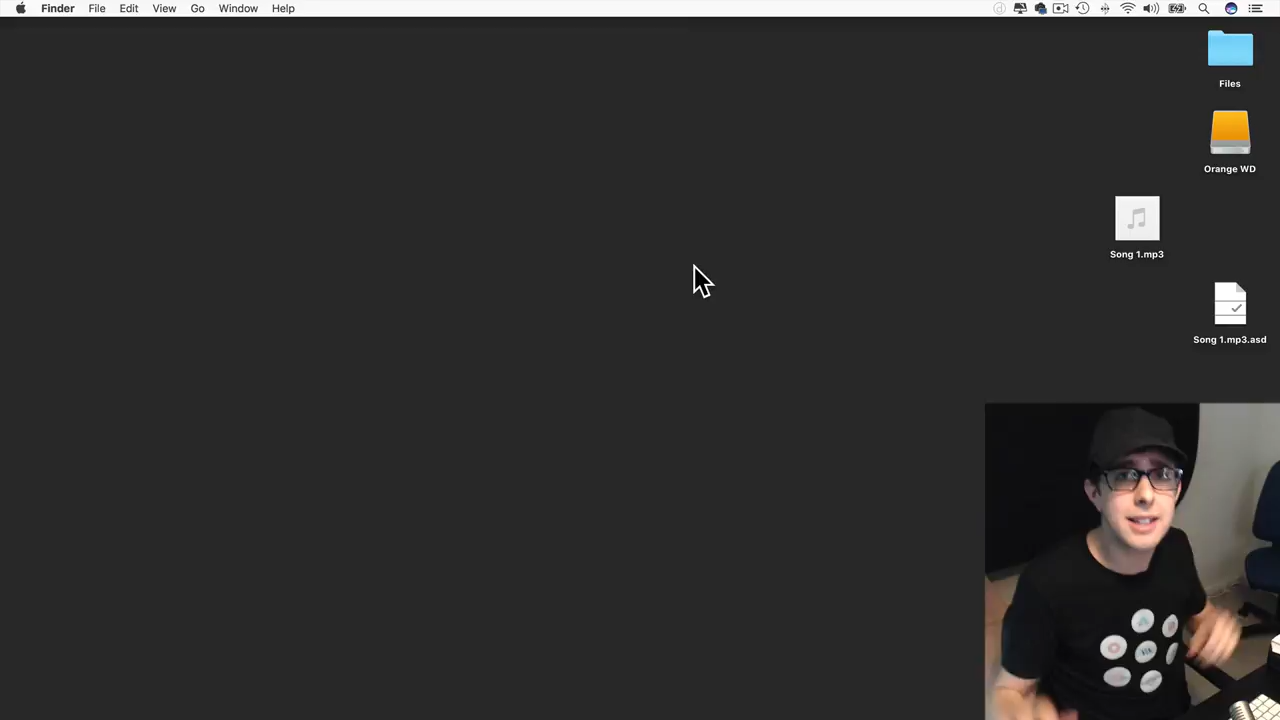 Finder File Edit View Go Window Help
Files
Orange WD
Song 1.mp3
Song 1.mp3.asd